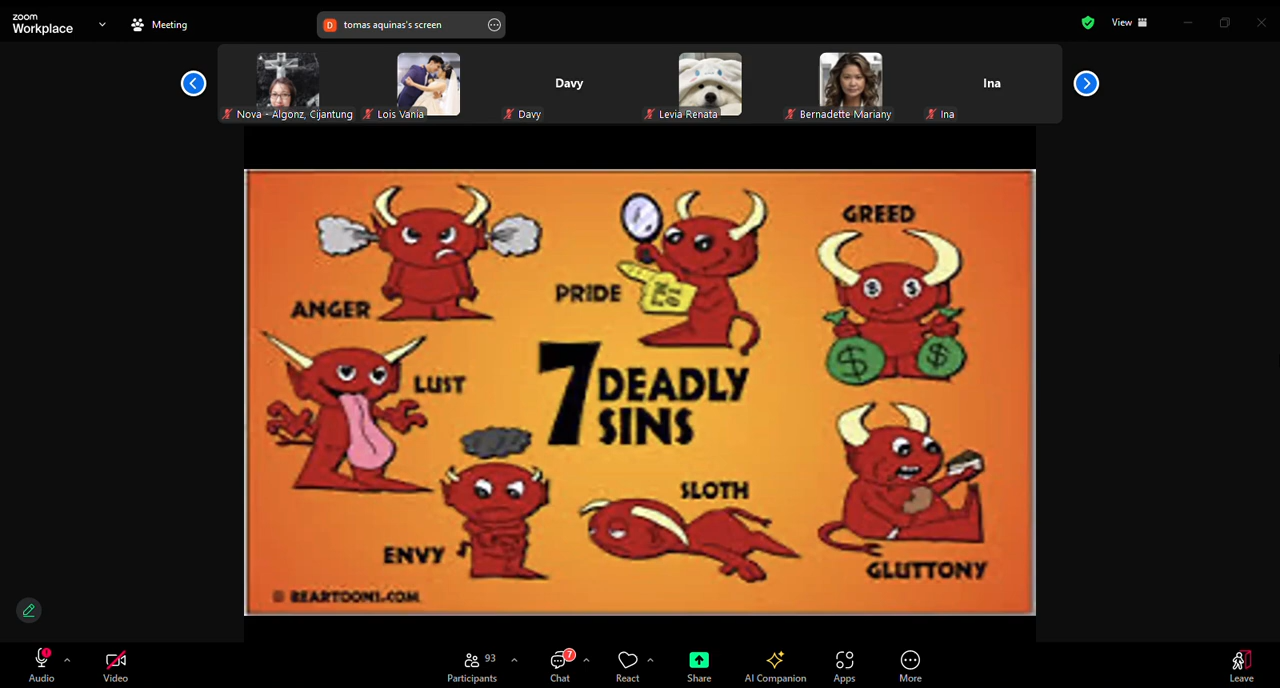 zoom
Workplace
Meeting
D
tomas aquinas's screen
View
Davy
Ina
Nova - Algonz, Cijantung
Lois Vania
Davy
Levia Renata
Bernadette Mariany
Ina
ANGER
PRIDE
GREED
$ $
LUST
7 DEADLY
SINS
ENVY
SLOTH
GLUTTONY
© BEARTOONS.COM
Audio
Video
93
Participants
7
Chat
React
Share
AI Companion
Apps
More
Leave